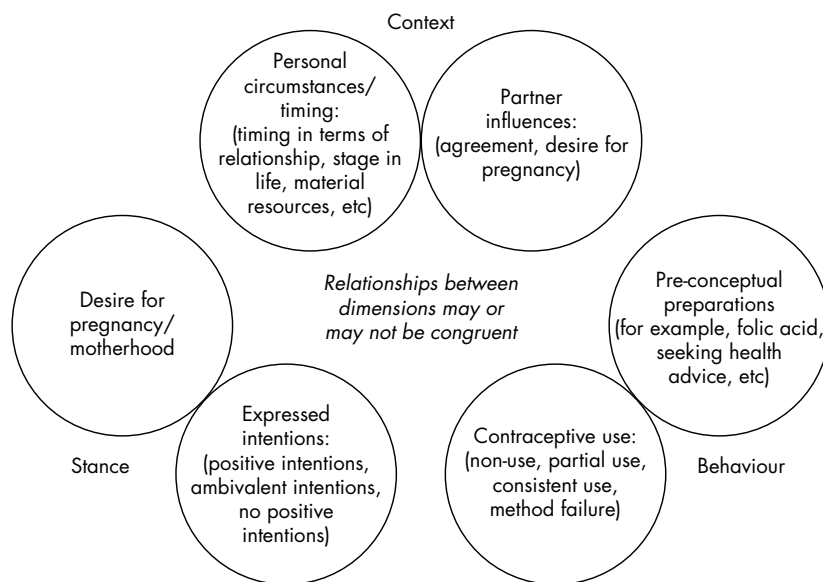 Context
Personal
circumstances/
timing:
(timing in terms of
relationship, stage in
life, material
resources, etc)
Partner
influences:
(agreement, desire for
pregnancy)
Desire for
pregnancy/
motherhood
Relationships between
dimensions may or
may not be congruent
Pre-conceptual
preparations
(for example, folic acid,
seeking health
advice, etc)
Expressed
intentions:
(positive intentions,
ambivalent intentions,
no positive
intentions)
Contraceptive use:
(non-use, partial use,
consistent use,
method failure)
Stance
Behaviour